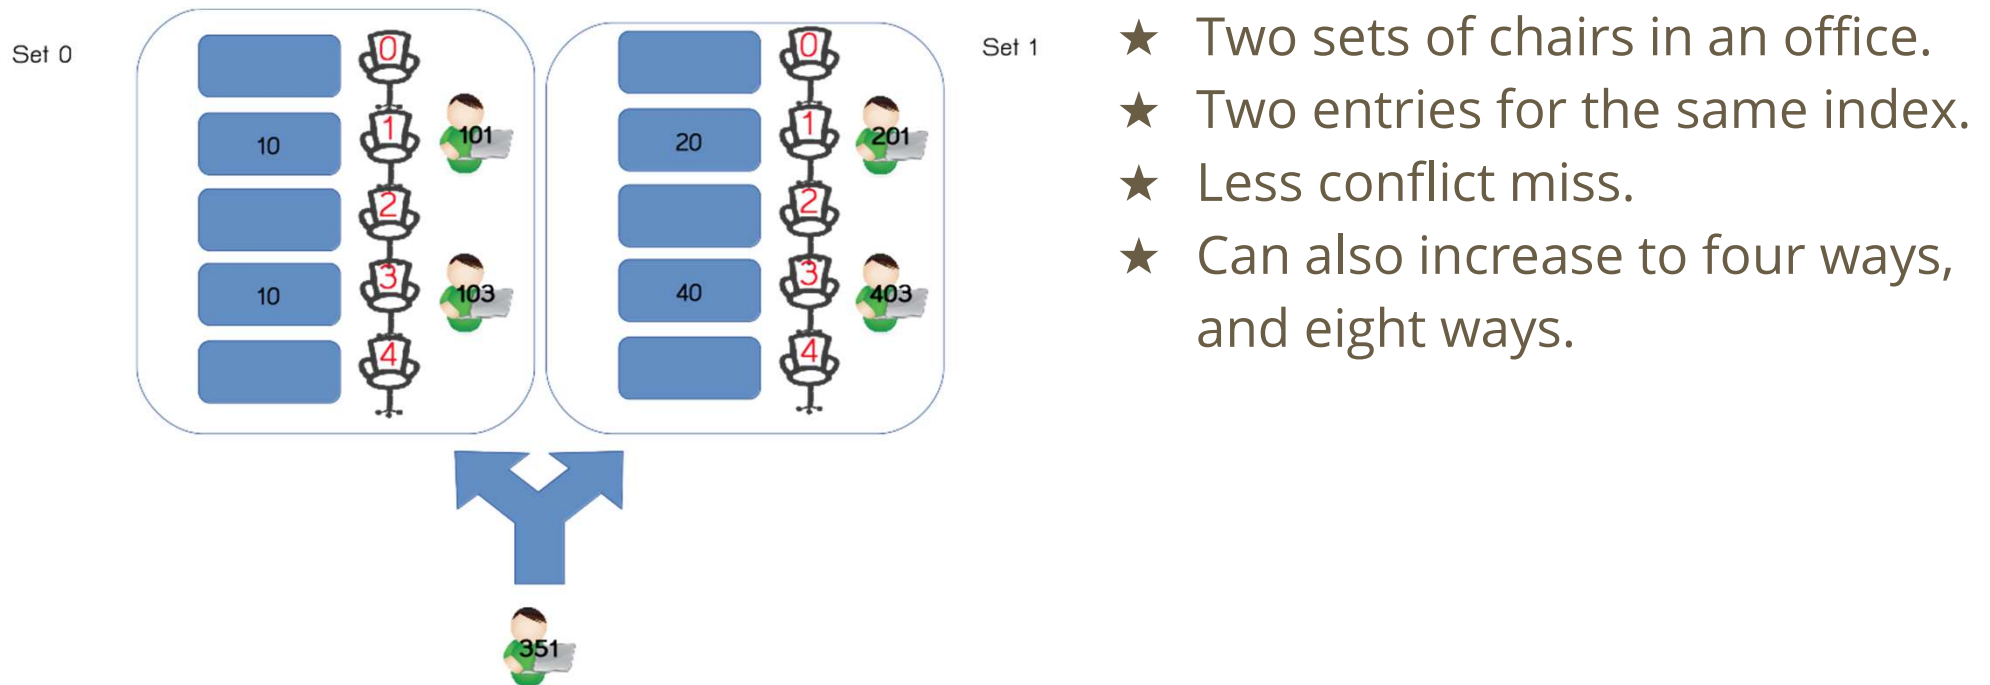 Set 0
0
10
1
101
2
10
3
103
4
Set 1
0
20
1
201
2
40
3
403
4
351
★ Two sets of chairs in an office.
★ Two entries for the same index.
★ Less conflict miss.
★ Can also increase to four ways,
and eight ways.